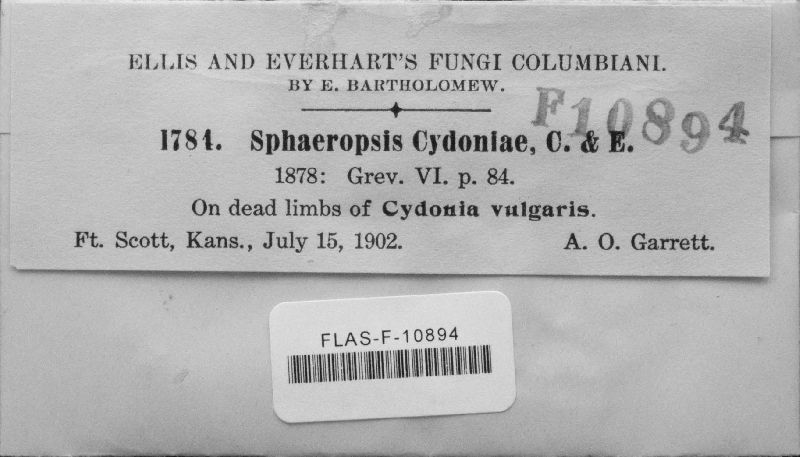 ELLIS AND EVERHART'S FUNGI COLUMBIANI.
BY E. BARTHOLOMEW.
F10894
1784. Sphaeropsis Cydoniae, C. & E.
1878: Grev. VI. p. 84.
On dead limbs of Cydonia vulgaris.
Ft. Scott, Kans., July 15, 1902. A. O. Garrett.
FLAS-F-10894